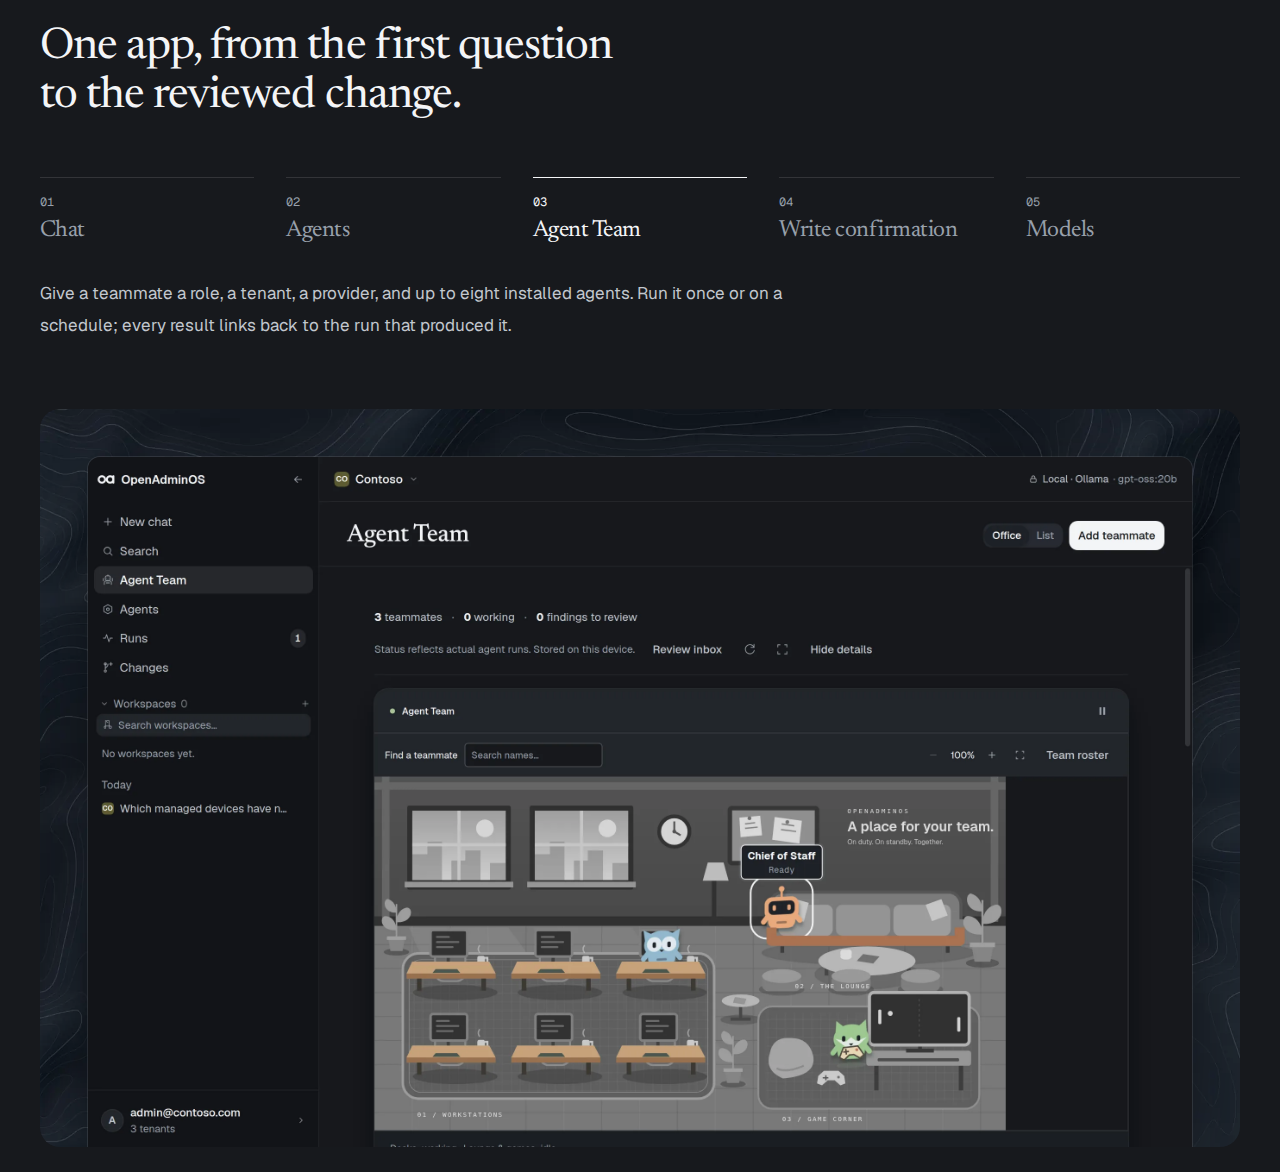 One app, from the first question
to the reviewed change.
01
Chat
02
Agents
03
Agent Team
04
Write confirmation
05
Models
Give a teammate a role, a tenant, a provider, and up to eight installed agents. Run it once or on a
schedule; every result links back to the run that produced it.
OpenAdminOS
New chat
Search
Agent Team
Agents
Runs 1
Changes
Workspaces 0
Search workspaces...
No workspaces yet.
Today
CO Which managed devices have n...
A
admin@contoso.com
3 tenants
CO Contoso
Local · Ollama · gpt-oss:20b
Agent Team
Office List
Add teammate
3 teammates · 0 working · 0 findings to review
Status reflects actual agent runs. Stored on this device. Review inbox Hide details
Agent Team
Find a teammate Search names... 100% Team roster
OPENADMINOS
A place for your team.
On duty. On standby. Together.
Chief of Staff
Ready
02 / THE LOUNGE
01 / WORKSTATIONS
03 / GAME CORNER